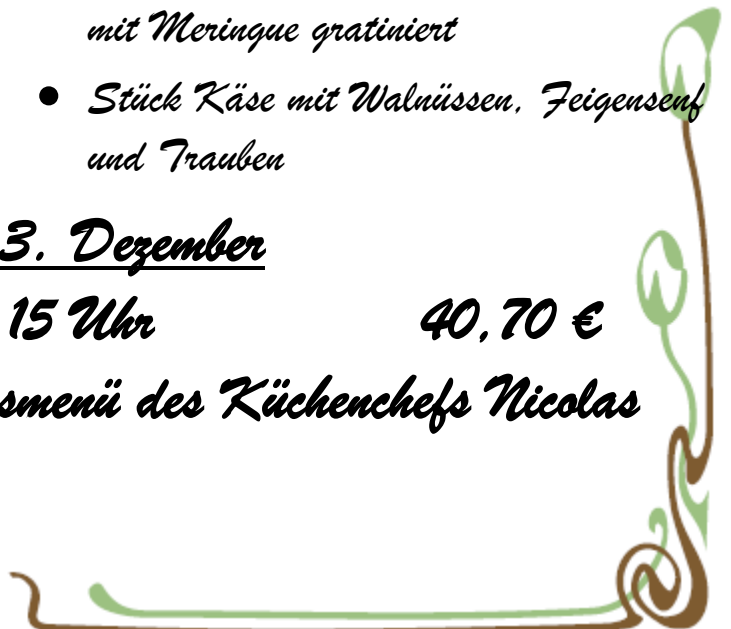 mit Meringue gratiniert
• Stück Käse mit Walnüssen, Feigensenf
und Trauben
3. Dezember
15 Uhr 40,70 €
smenü des Küchenchefs Nicolas